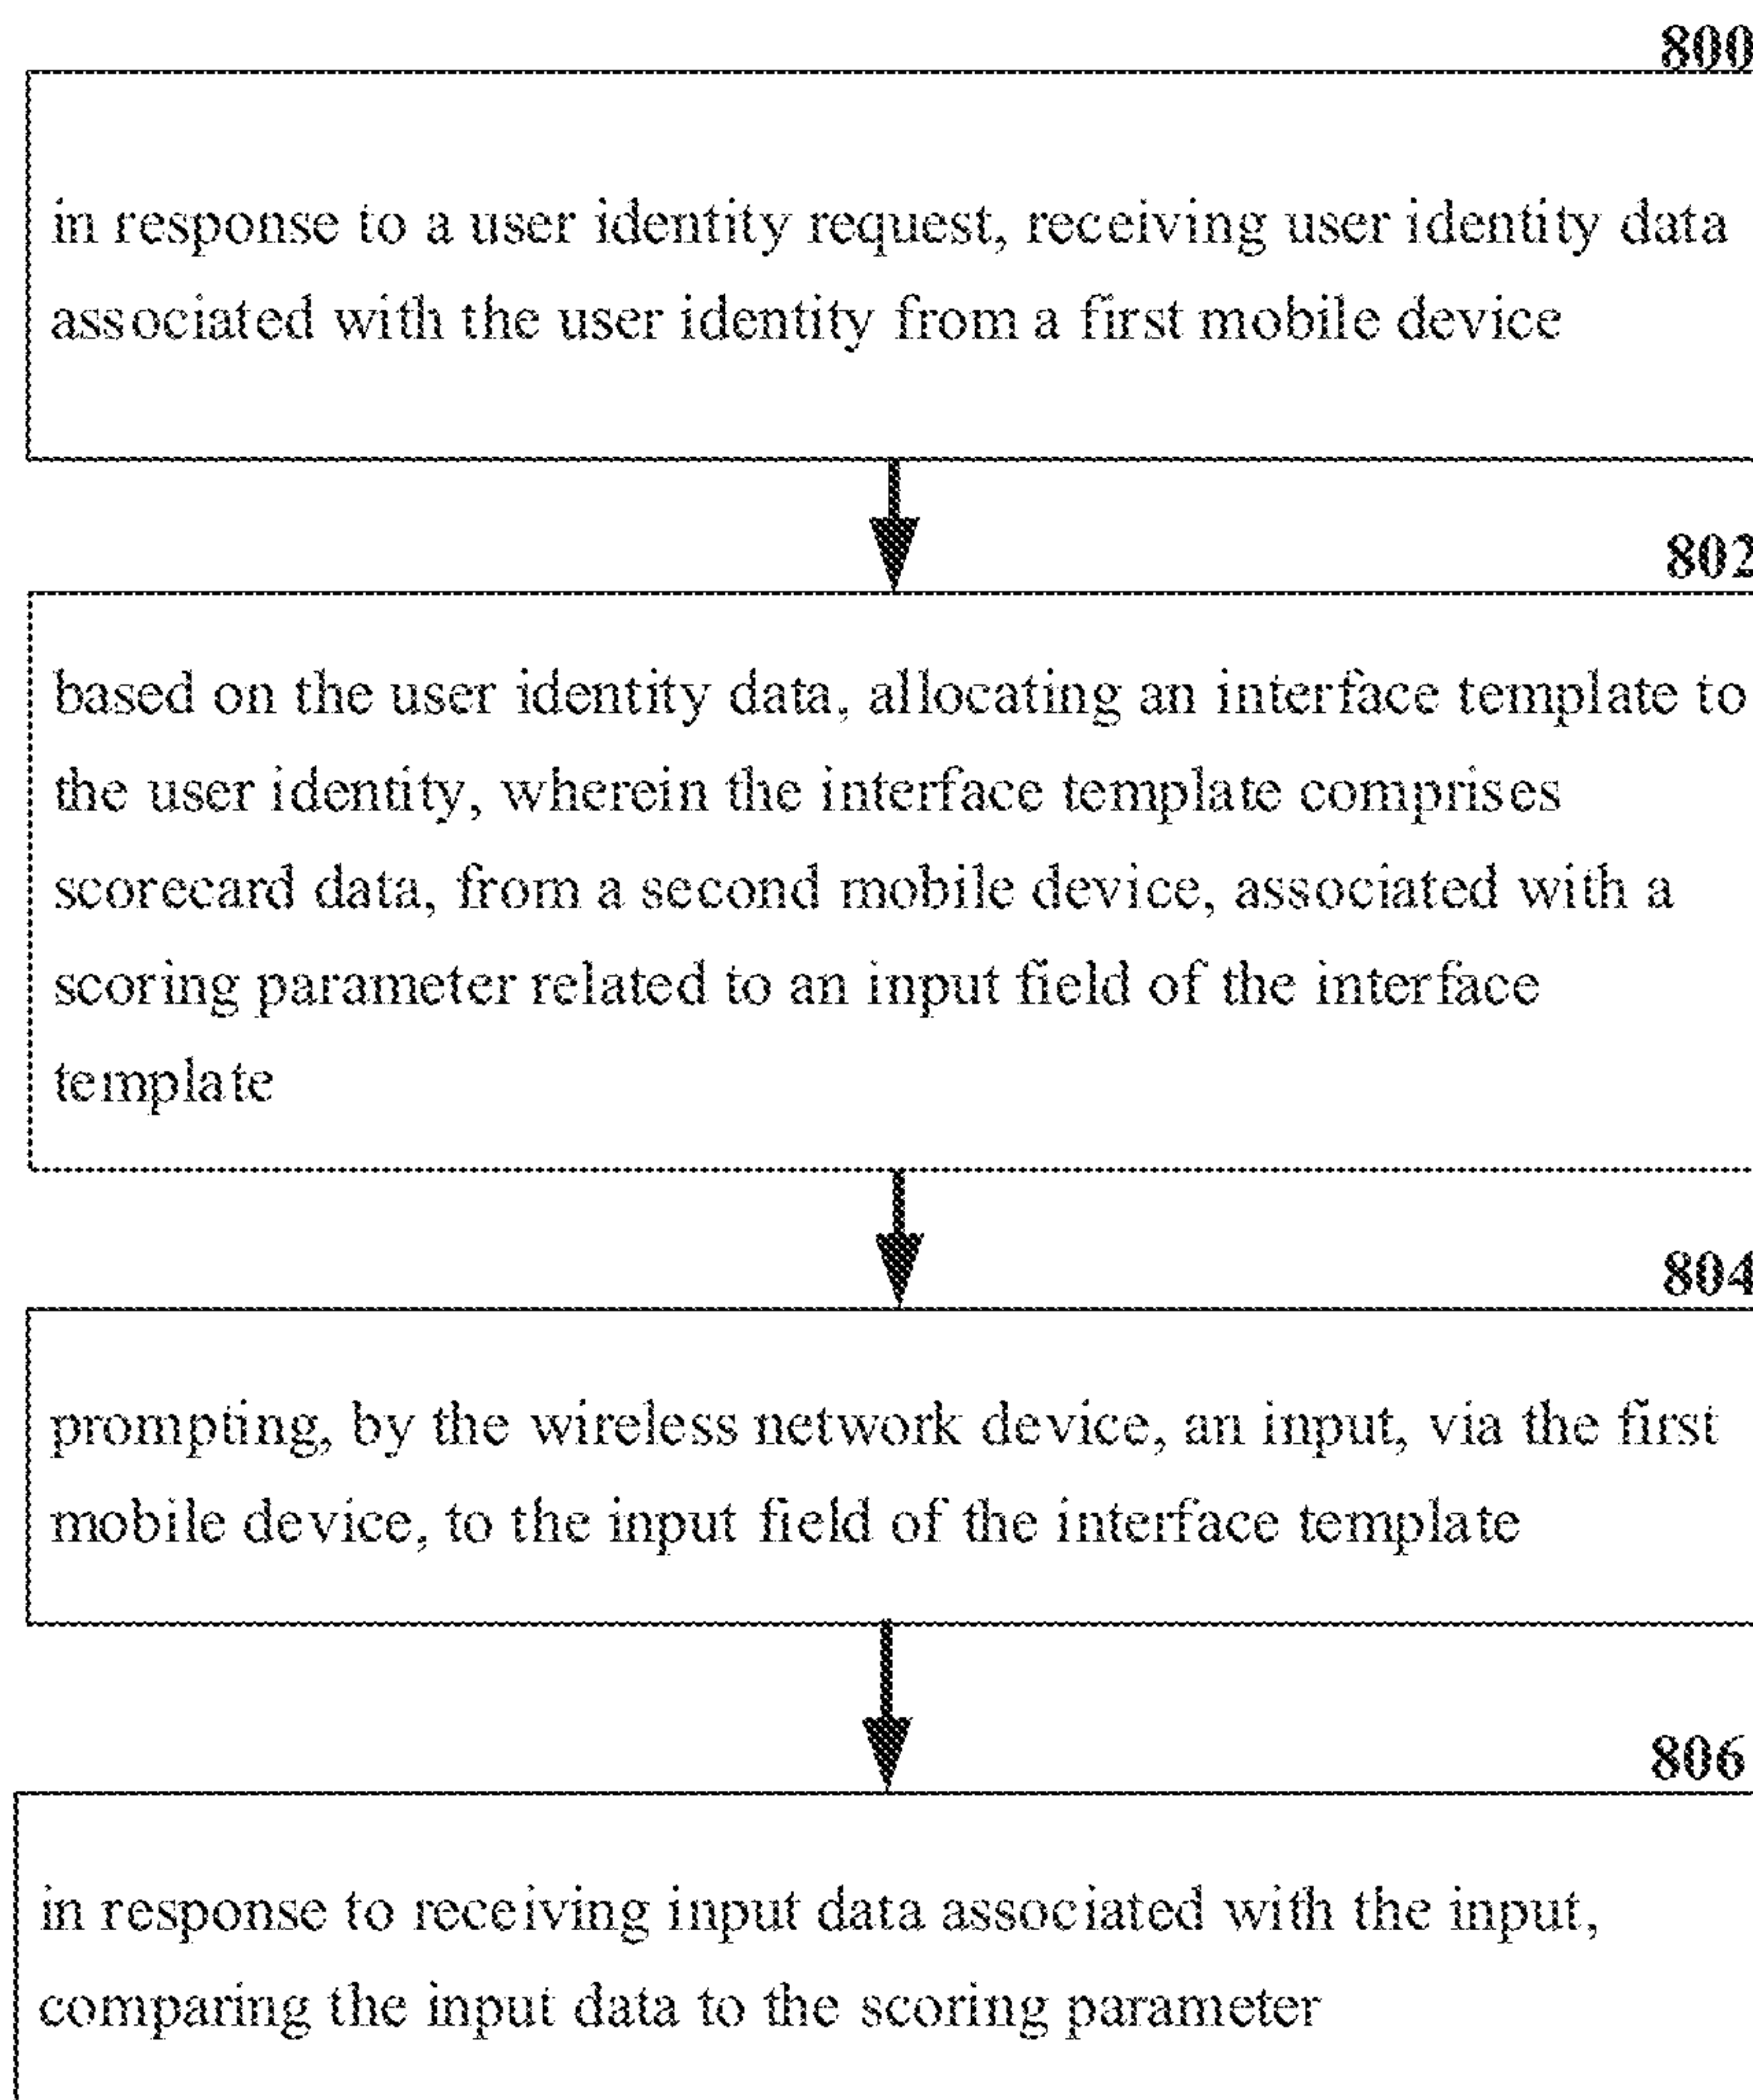 800
in response to a user identity request, receiving user identity data
associated with the user identity from a first mobile device
802
based on the user identity data, allocating an interface template to
the user identity, wherein the interface template comprises
scorecard data, from a second mobile device, associated with a
scoring parameter related to an input field of the interface
template
804
prompting, by the wireless network device, an input, via the first
mobile device, to the input field of the interface template
806
in response to receiving input data associated with the input,
comparing the input data to the scoring parameter